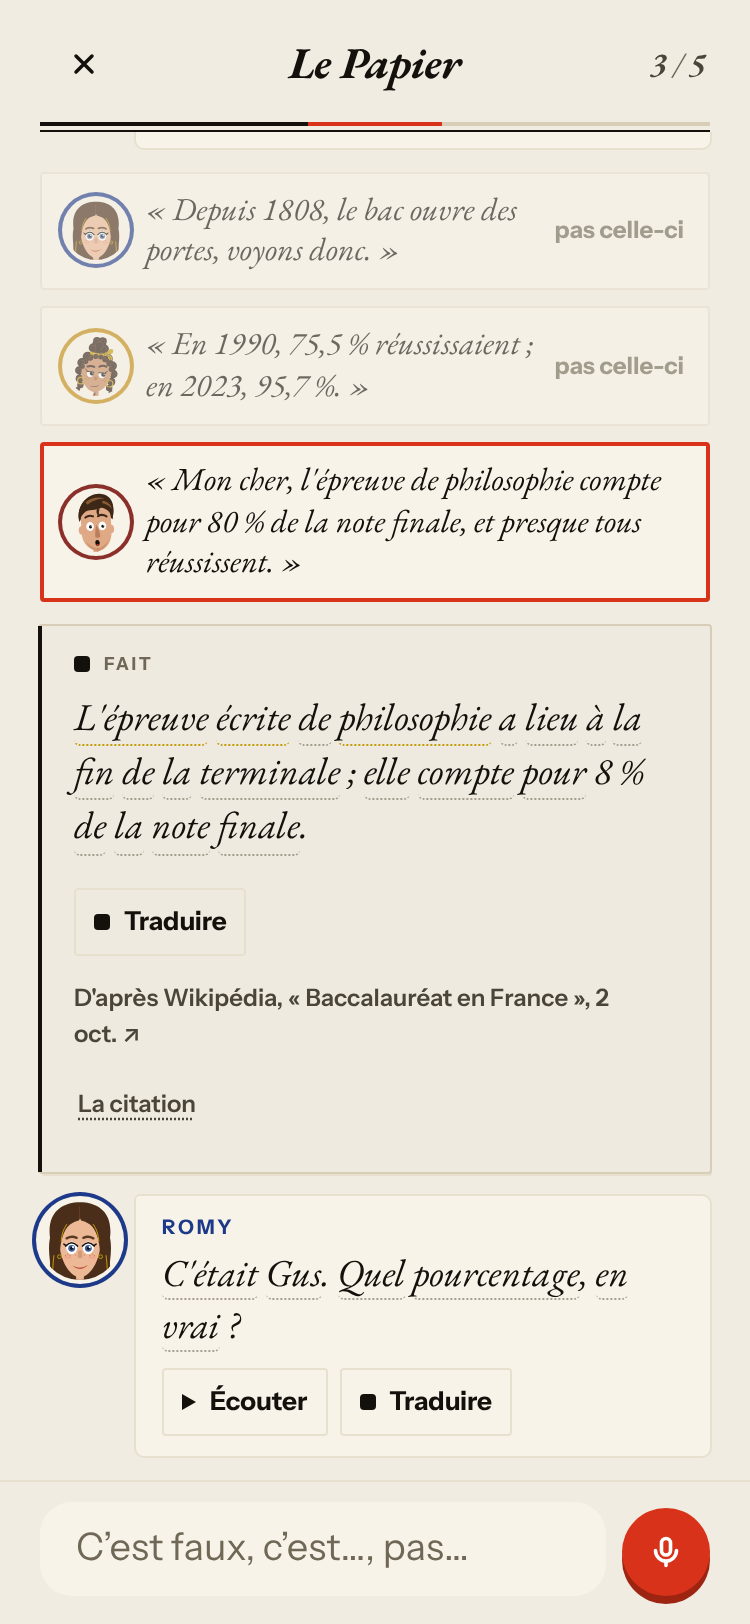 Le Papier
3 / 5
« Depuis 1808, le bac ouvre des
portes, voyons donc. »
pas celle-ci
« En 1990, 75,5 % réussissaient ;
en 2023, 95,7 %. »
pas celle-ci
« Mon cher, l'épreuve de philosophie compte
pour 80 % de la note finale, et presque tous
réussissent. »
FAIT
L'épreuve écrite de philosophie a lieu à la
fin de la terminale ; elle compte pour 8 %
de la note finale.
Traduire
D'après Wikipédia, « Baccalauréat en France », 2
oct. ↗
La citation
ROMY
C'était Gus. Quel pourcentage, en
vrai ?
Écouter
Traduire
C’est faux, c’est…, pas…